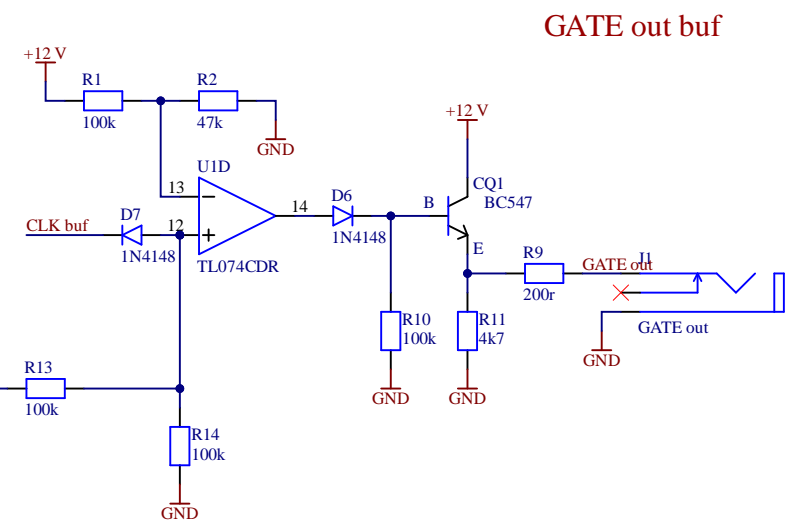 GATE out buf
+12 V
R1
R2
100k
47k
GND
+12 V
U1D
13
CQ1
B
BC547
14
D6
D7
12
CLK buf
1N4148
1N4148
E
TL074CDR
R9
J1
GATE out
200r
R10
100k
R11
4k7
GATE out
GND
R13
100k
GND
GND
R14
100k
GND